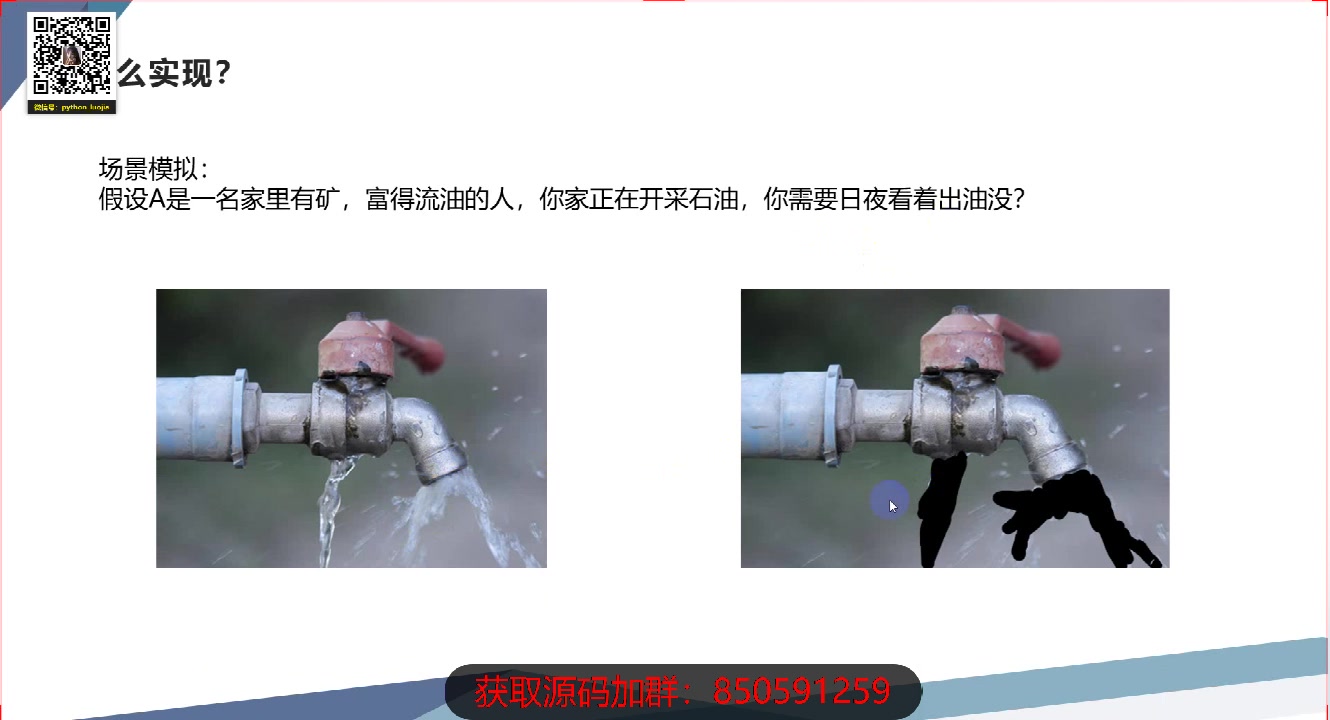 么实现？
微信号：python_luojie
场景模拟：
假设A是一名家里有矿，富得流油的人，你家正在开采石油，你需要日夜看着出油没？
获取源码加群：850591259